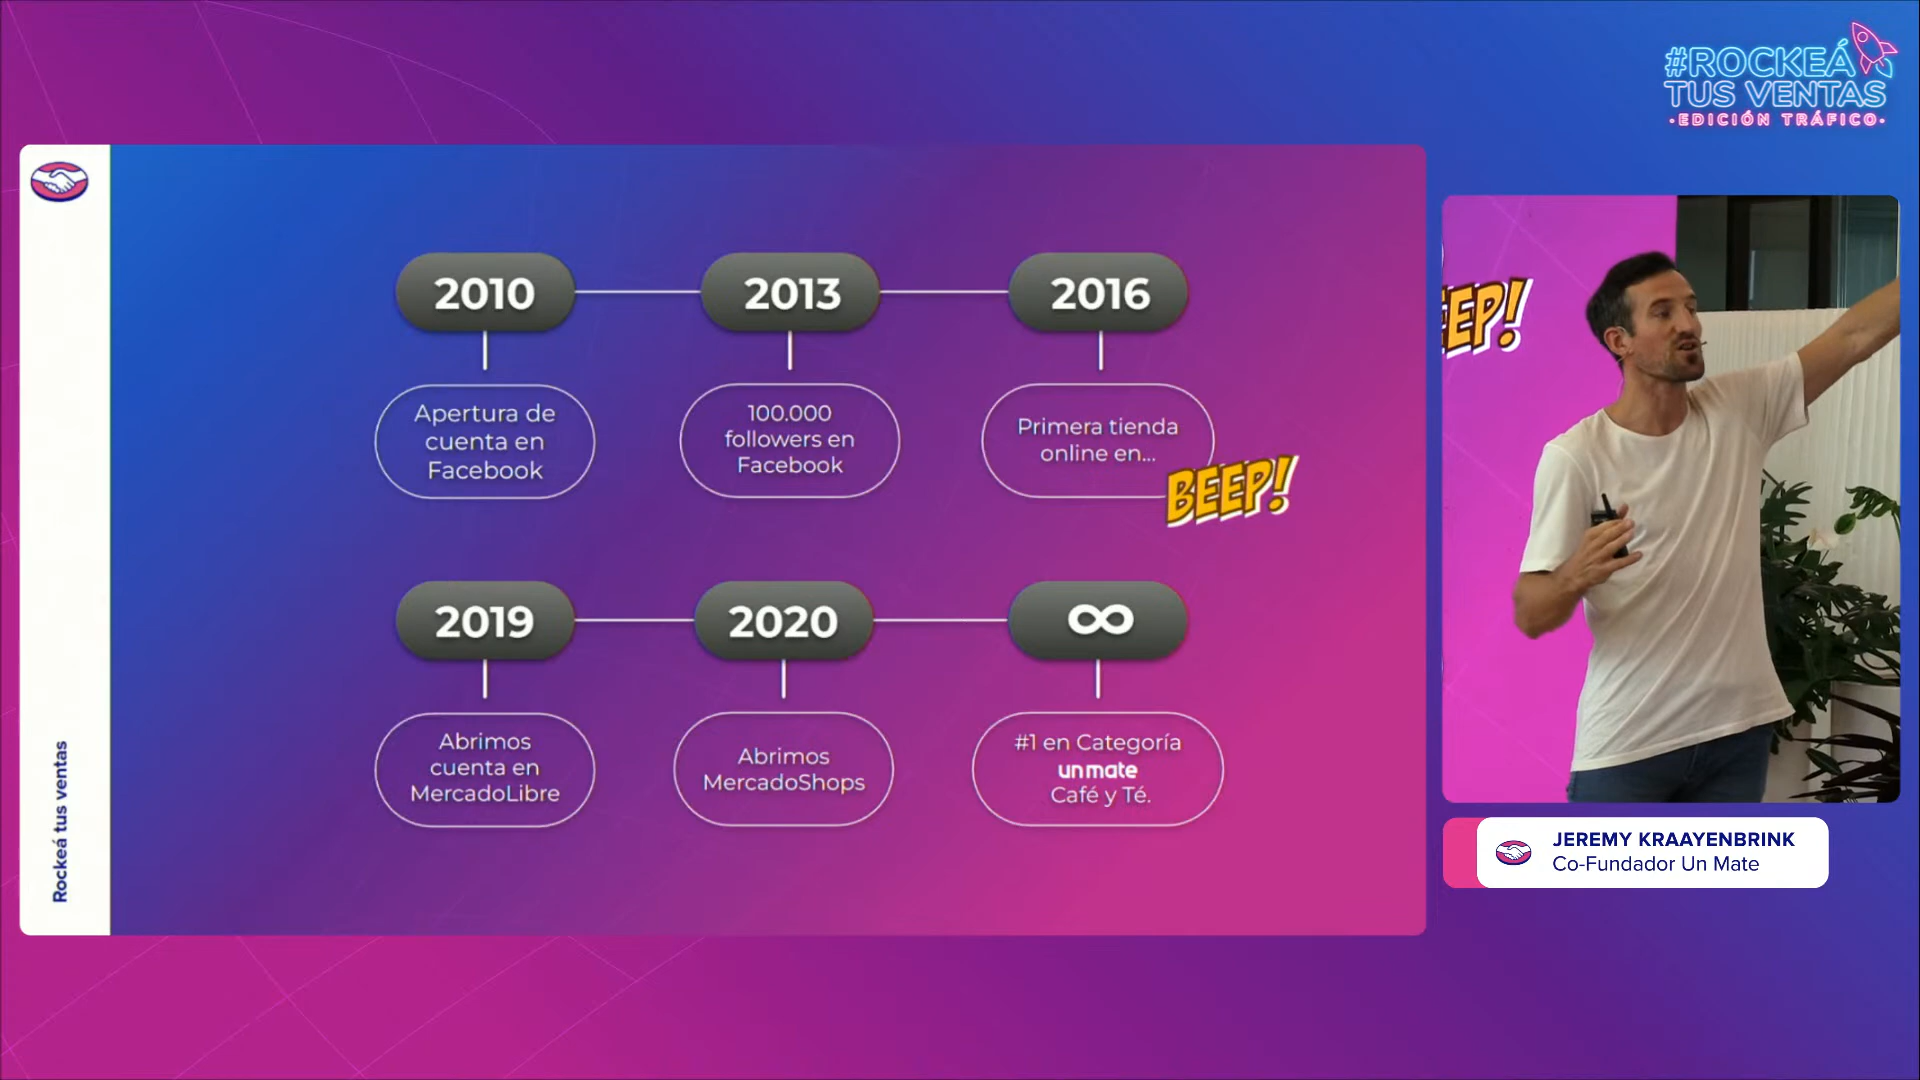 #ROCKEÁ
TUS VENTAS
•EDICIÓN TRÁFICO•
2010
2013
2016
Apertura de
cuenta en
Facebook
100.000
followers en
Facebook
Primera tienda
online en...
BEEP!
2019
2020
∞
Abrimos
cuenta en
MercadoLibre
Abrimos
MercadoShops
#1 en Categoría
unmate
Café y Té.
Rockeá tus ventas
EEP!
JEREMY KRAAYENBRINK
Co-Fundador Un Mate